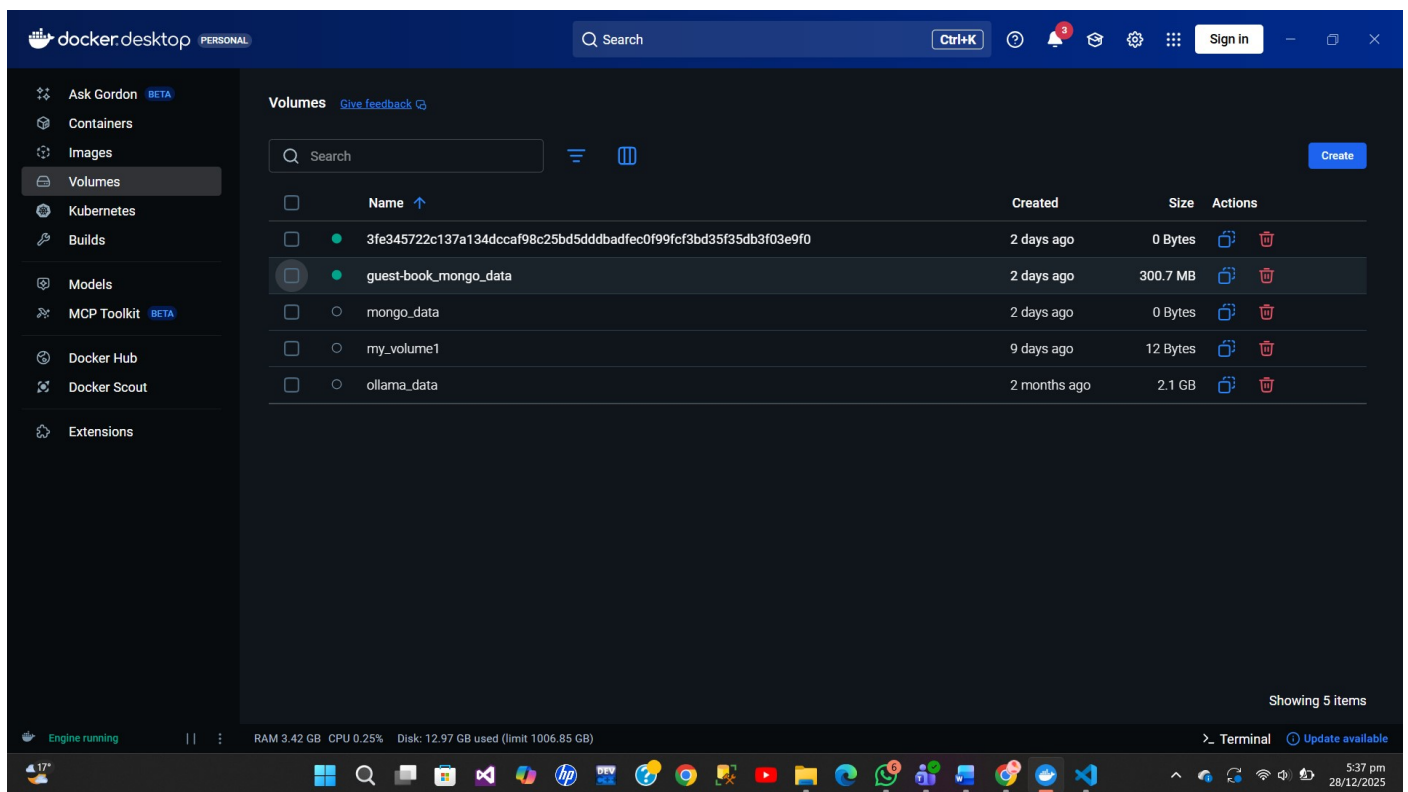 docker.desktop PERSONAL Search Ctrl+K 3 Sign in
Ask Gordon BETA
Containers
Images
Volumes
Kubernetes
Builds
Models
MCP Toolkit BETA
Docker Hub
Docker Scout
Extensions
Volumes Give feedback
Search
Create
Name Created Size Actions
3fe345722c137a134dccaf98c25bd5dddbadfec0f99fcf3bd35f35db3f03e9f0 2 days ago 0 Bytes
guest-book_mongo_data 2 days ago 300.7 MB
mongo_data 2 days ago 0 Bytes
my_volume1 9 days ago 12 Bytes
ollama_data 2 months ago 2.1 GB
Showing 5 items
Engine running RAM 3.42 GB CPU 0.25% Disk: 12.97 GB used (limit 1006.85 GB) >_ Terminal Update available
17° hp DEV 6 5:37 pm
28/12/2025